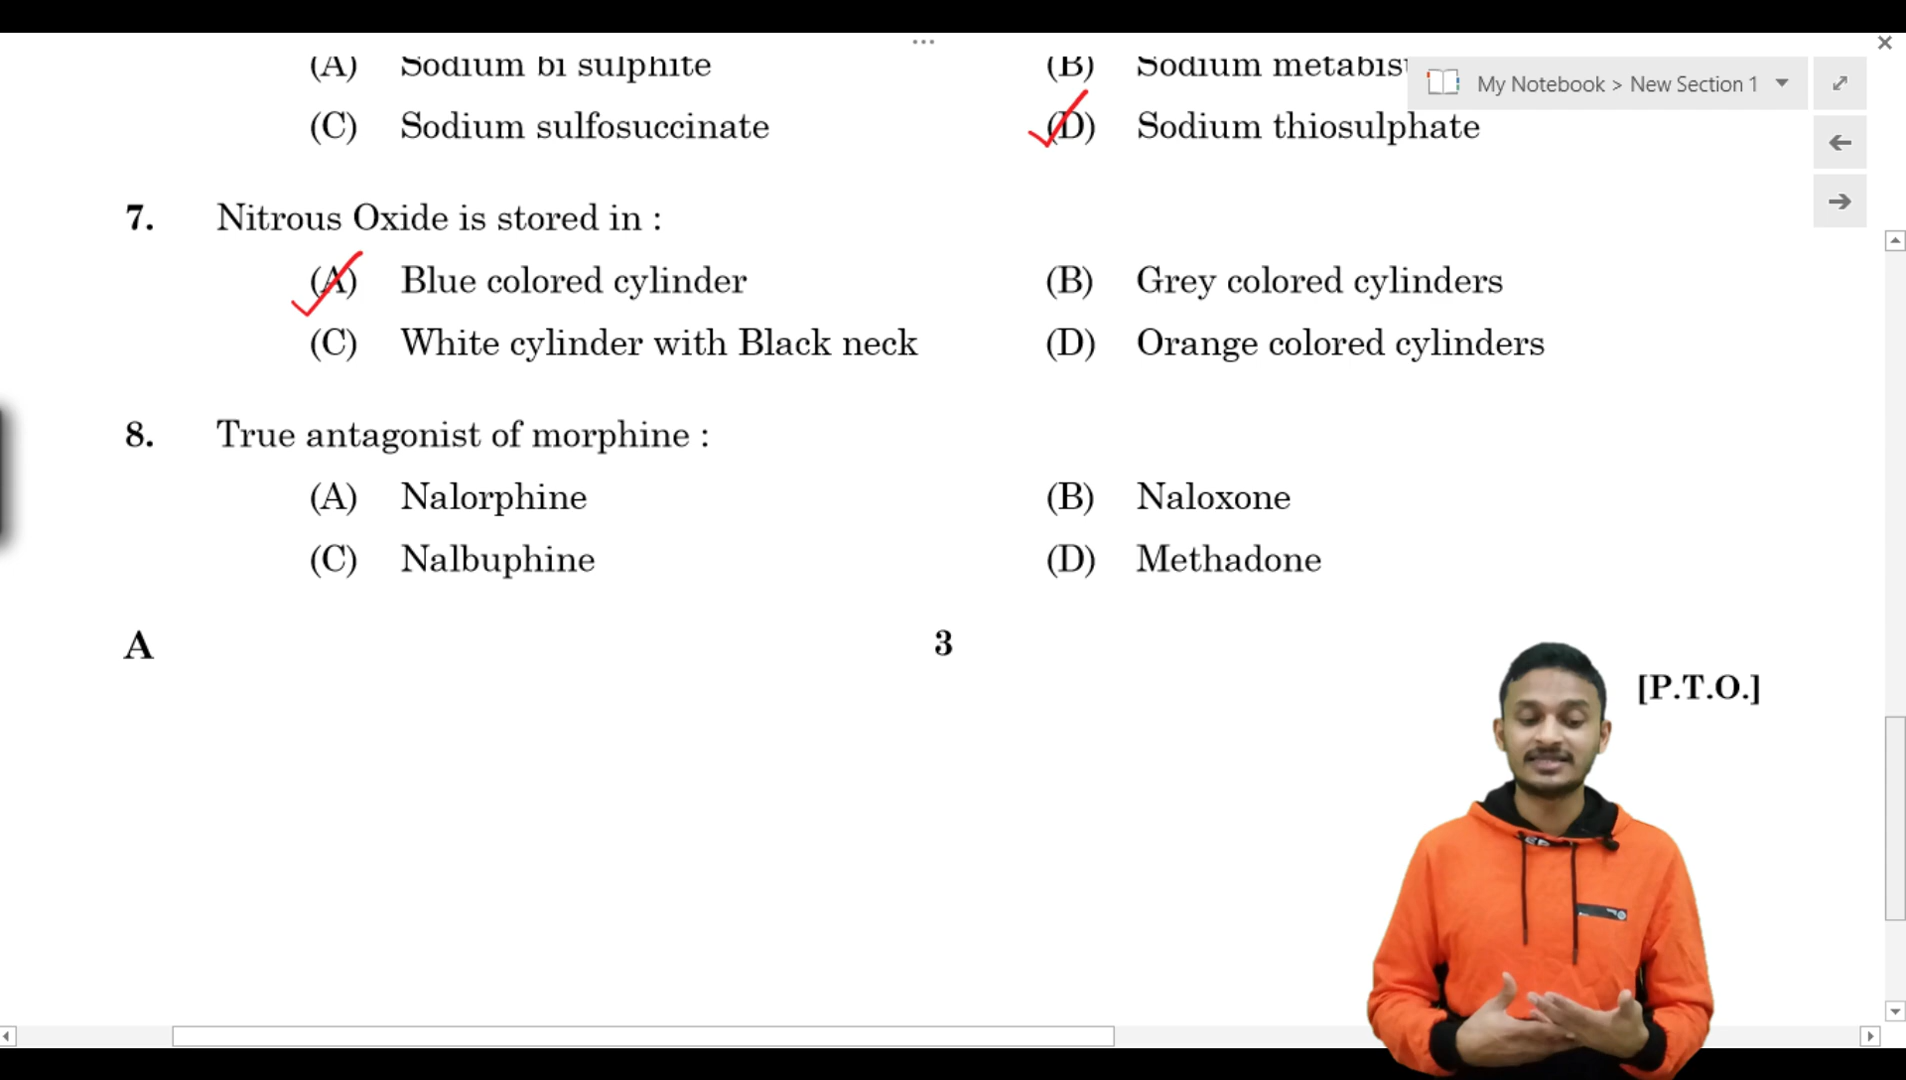 (A) Sodium bi sulphite (B) Sodium
My Notebook > New Section 1
(C) Sodium sulfosuccinate (D) Sodium thiosulphate
7. Nitrous Oxide is stored in :
(A) Blue colored cylinder (B) Grey colored cylinders
(C) White cylinder with Black neck (D) Orange colored cylinders
8. True antagonist of morphine :
(A) Nalorphine (B) Naloxone
(C) Nalbuphine (D) Methadone
A 3
[P.T.O.]